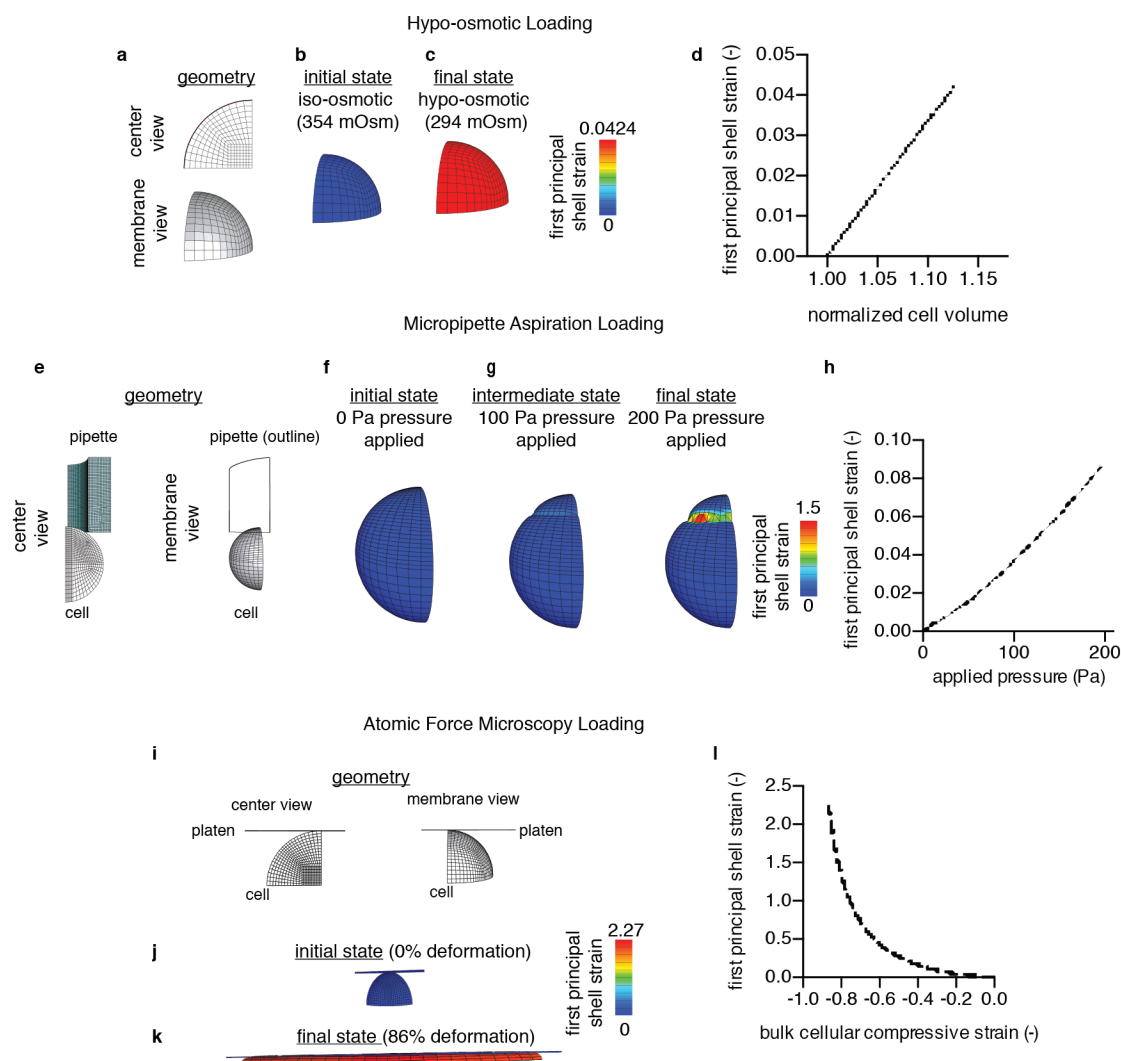 Hypo-osmotic Loading
a
geometry
center
view
membrane
view
b
initial state
iso-osmotic
(354 mOsm)
c
final state
hypo-osmotic
(294 mOsm)
first principal
shell strain
0.0424
0
d
first principal shell strain (-)
0.05
0.04
0.03
0.02
0.01
0.00
1.00 1.05 1.10 1.15
normalized cell volume
Micropipette Aspiration Loading
e
geometry
pipette
center
view
cell
pipette (outline)
membrane
view
cell
f
initial state
0 Pa pressure
applied
g
intermediate state
100 Pa pressure
applied
final state
200 Pa pressure
applied
first principal
shell strain
1.5
0
h
first principal shell strain (-)
0.10
0.08
0.06
0.04
0.02
0.00
0 100 200
applied pressure (Pa)
Atomic Force Microscopy Loading
i
geometry
center view
platen
cell
membrane view
platen
cell
j
initial state (0% deformation)
k
final state (86% deformation)
first principal
shell strain
2.27
0
l
first principal shell strain (-)
2.5
2.0
1.5
1.0
0.5
0.0
-1.0 -0.8 -0.6 -0.4 -0.2 0.0
bulk cellular compressive strain (-)